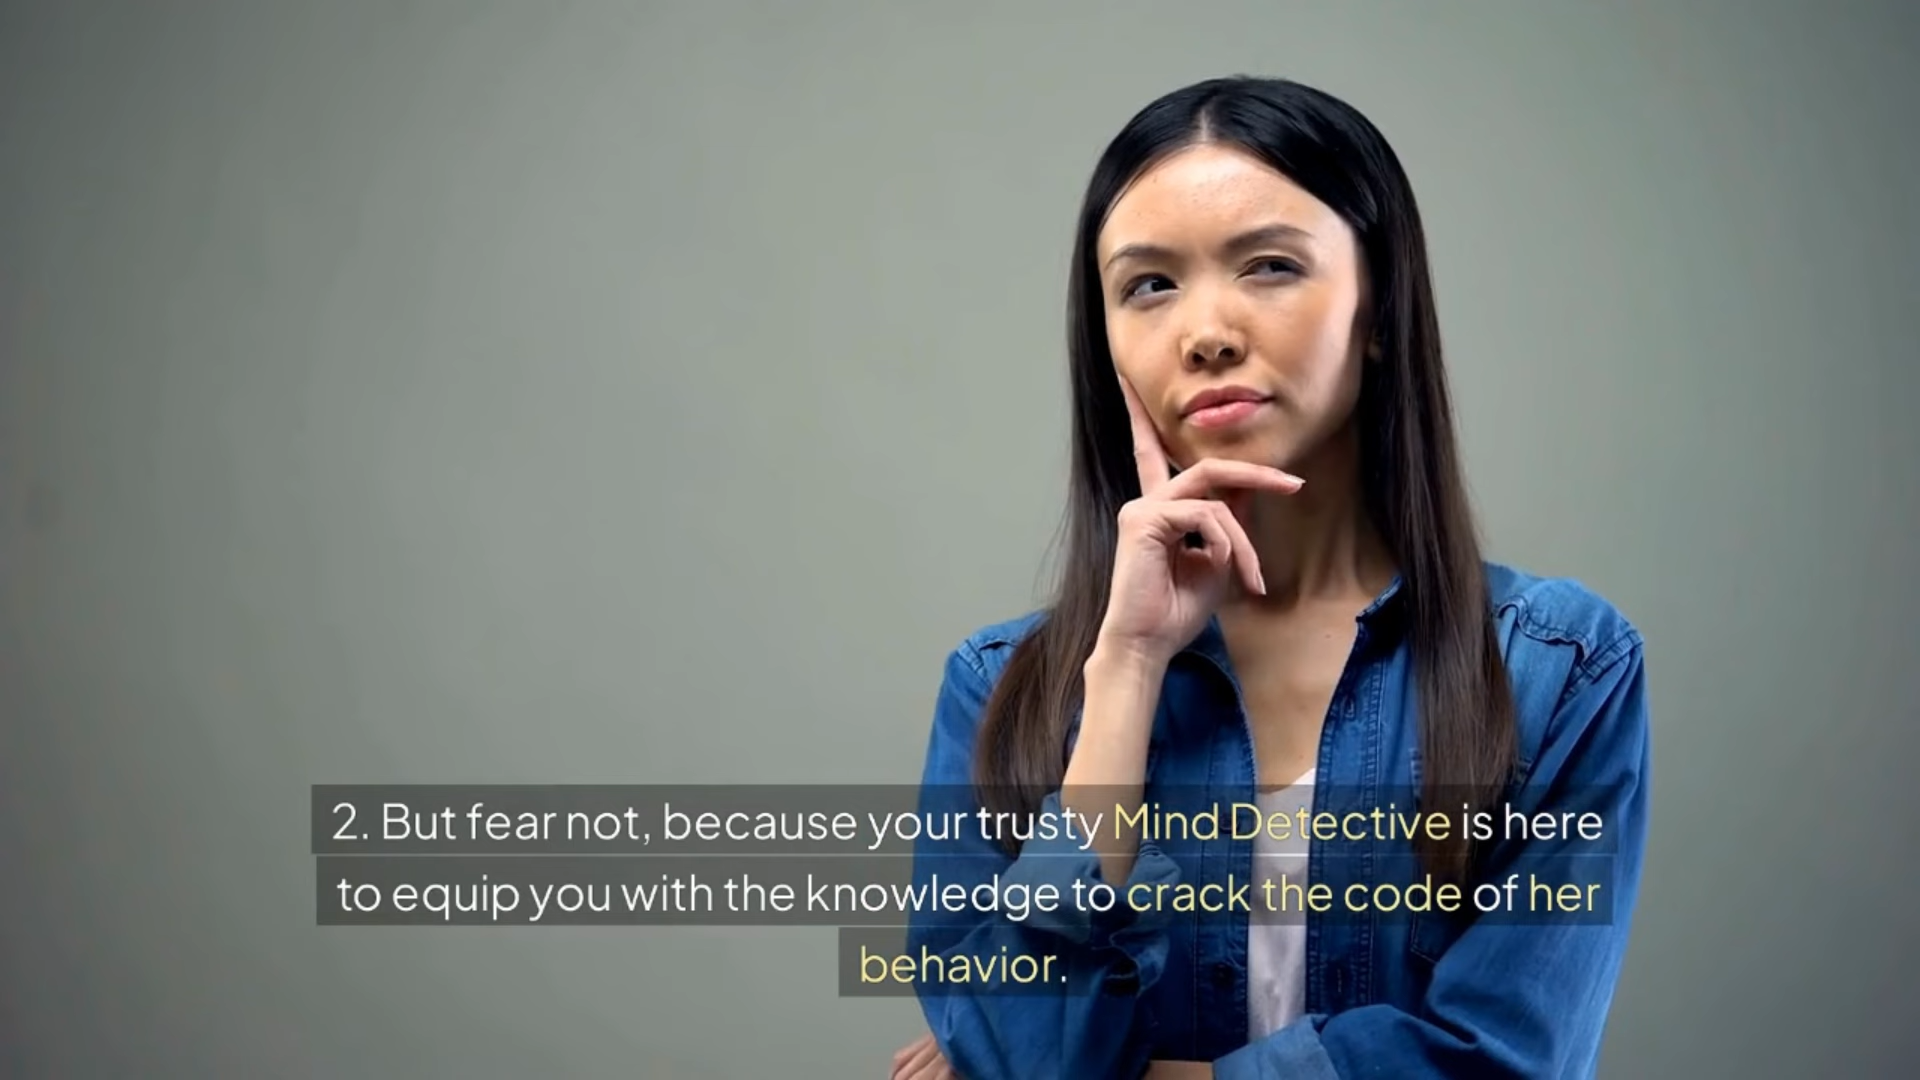 2. But fear not, because your trusty Mind Detective is here
to equip you with the knowledge to crack the code of her
behavior.